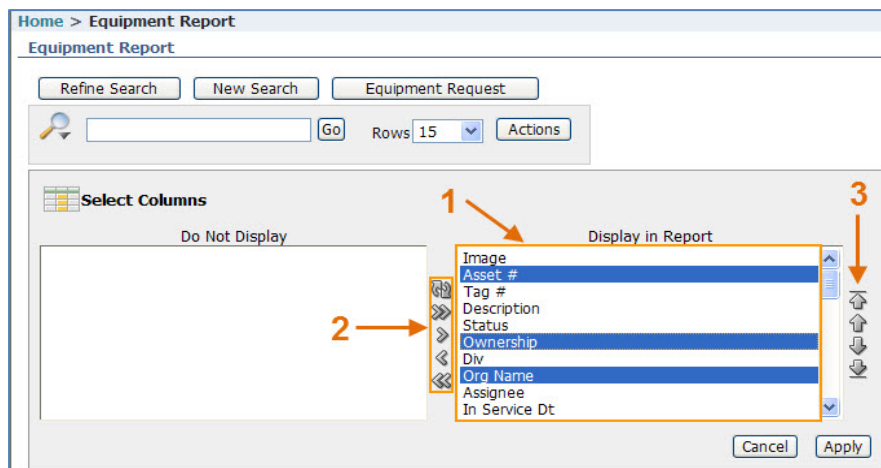 Home > Equipment Report
Equipment Report
Refine Search New Search Equipment Request
Go Rows 15 Actions
Select Columns
1
3
Do Not Display Display in Report
Image
Asset #
Tag #
Description
Status
2
Ownership
Div
Org Name
Assignee
In Service Dt
Cancel Apply